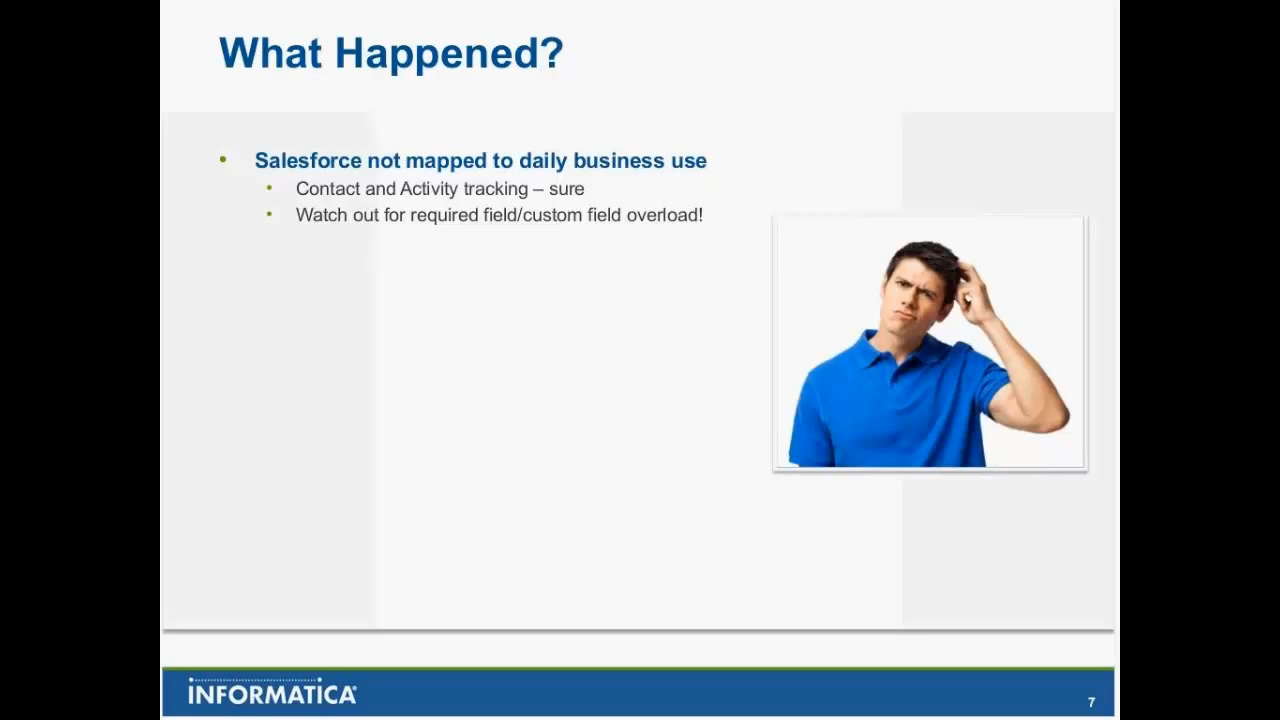 What Happened?
• Salesforce not mapped to daily business use
• Contact and Activity tracking – sure
• Watch out for required field/custom field overload!
INFORMATICA®
7